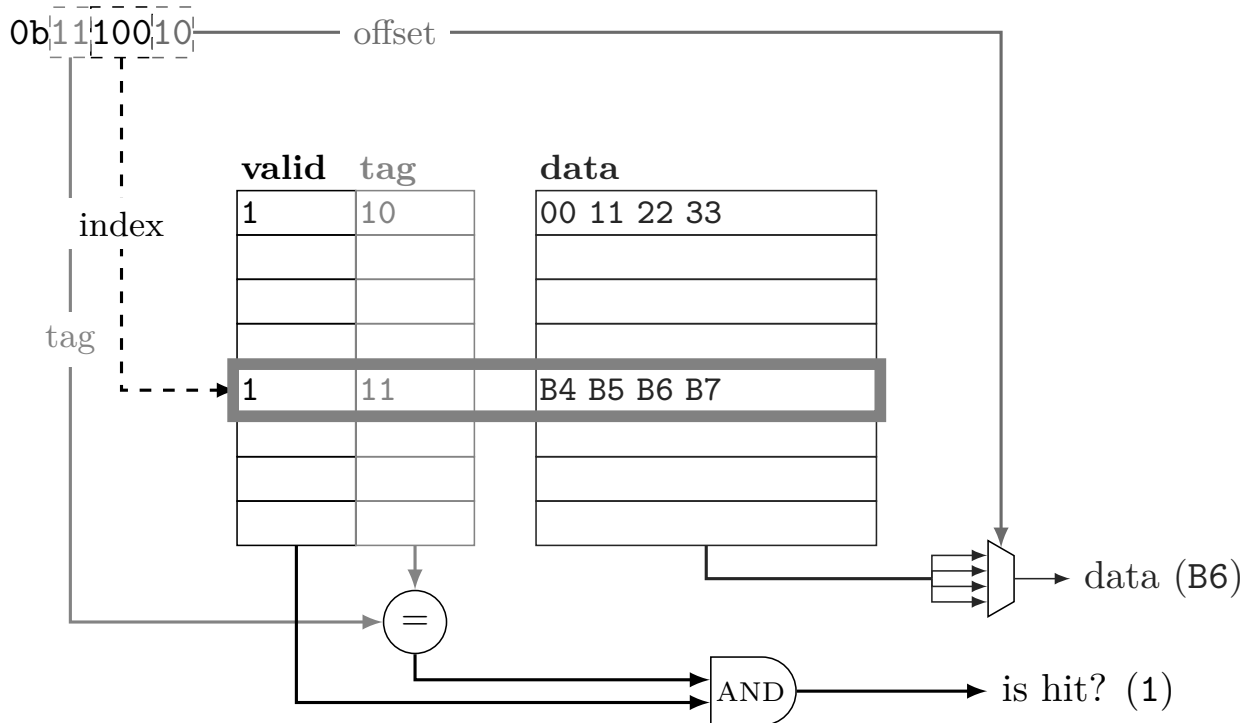 0b1110010 offset
valid tag data
1 10 00 11 22 33
index
tag
1 11 B4 B5 B6 B7
data (B6)
=
AND is hit? (1)